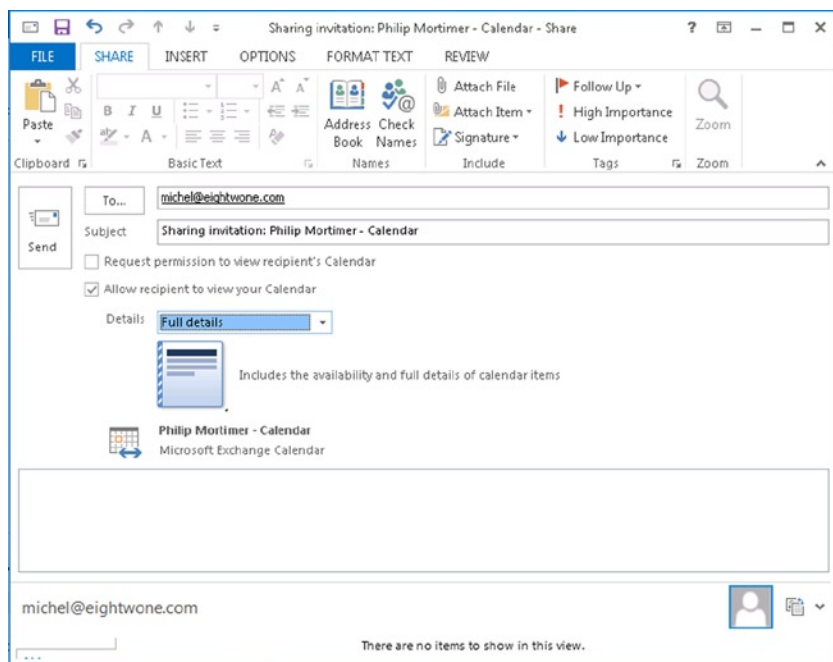 Sharing invitation: Philip Mortimer - Calendar - Share
FILE SHARE INSERT OPTIONS FORMAT TEXT REVIEW
Paste
B I U
A A
ab A
Address Book
Check Names
Attach File
Attach Item
Signature
Follow Up
High Importance
Low Importance
Zoom
Clipboard Basic Text Names Include Tags Zoom
Send
To... michel@eightwone.com
Subject Sharing invitation: Philip Mortimer - Calendar
Request permission to view recipient's Calendar
Allow recipient to view your Calendar
Details Full details
Includes the availability and full details of calendar items
Philip Mortimer - Calendar
Microsoft Exchange Calendar
michel@eightwone.com
There are no items to show in this view.